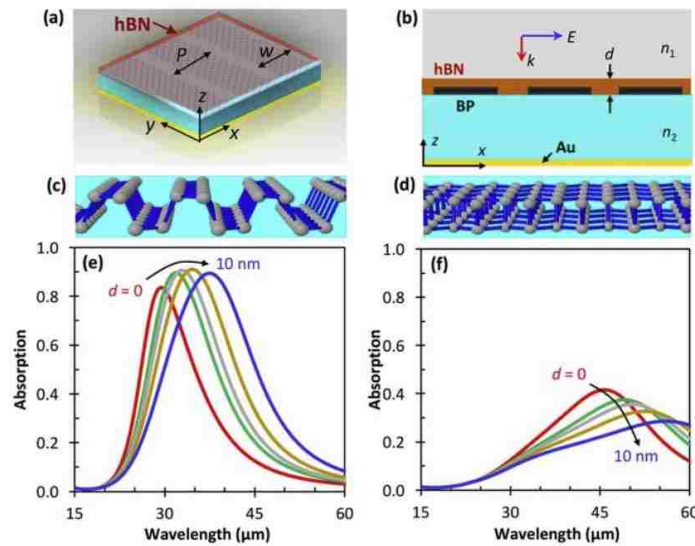 (a)
hBN
P
w
z
y
x
(b)
E
k
d
n1
hBN
BP
n2
z
Au
x
(c)
(d)
(e)
d = 0
10 nm
Absorption
1.0
0.8
0.6
0.4
0.2
0.0
15
30
45
60
Wavelength (µm)
(f)
d = 0
10 nm
Absorption
1.0
0.8
0.6
0.4
0.2
0.0
15
30
45
60
Wavelength (µm)